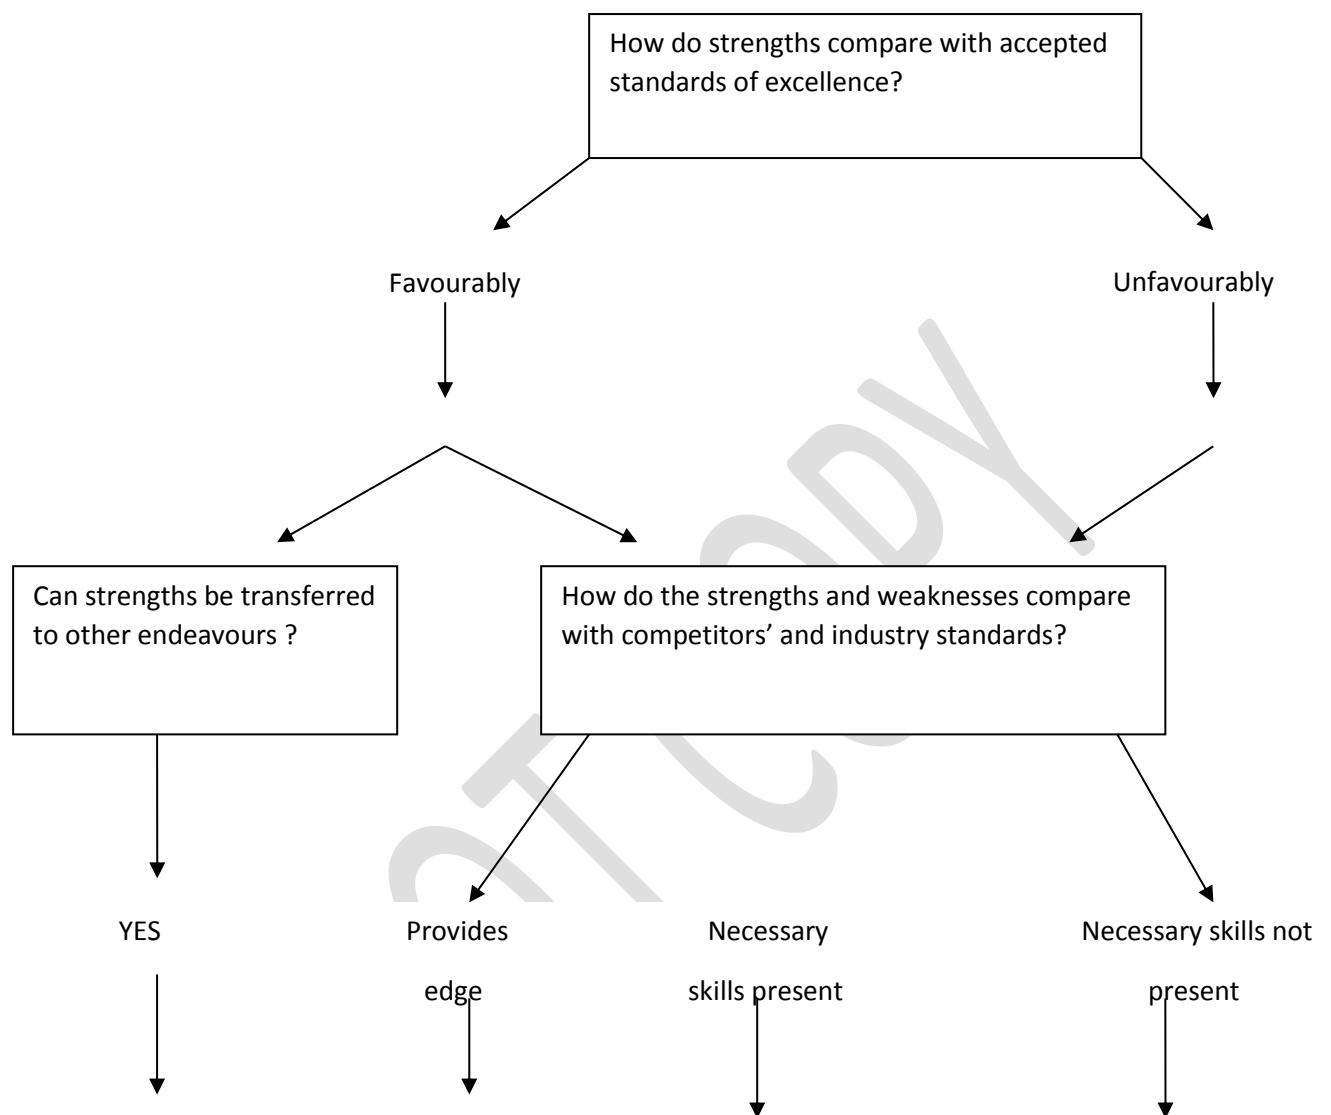 How do strengths compare with accepted
standards of excellence?
Favourably
Unfavourably
Can strengths be transferred
to other endeavours ?
How do the strengths and weaknesses compare
with competitors’ and industry standards?
YES
Provides
edge
Necessary
skills present
Necessary skills not
present
OT COPY